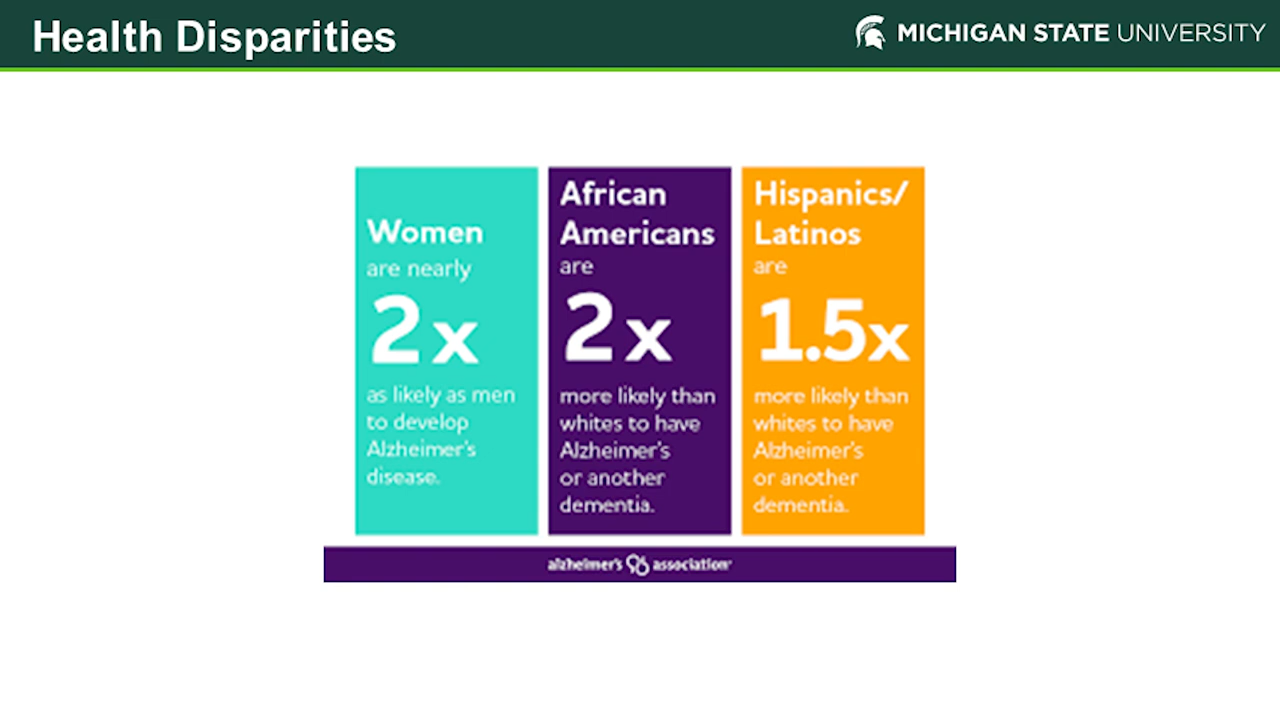 Health Disparities
MICHIGAN STATE UNIVERSITY
Women
are nearly
2x
as likely as men
to develop
Alzheimer's
disease.
African
Americans
are
2x
more likely than
whites to have
Alzheimer's
or another
dementia.
Hispanics/
Latinos
are
1.5x
more likely than
whites to have
Alzheimer's
or another
dementia.
alzheimer's association